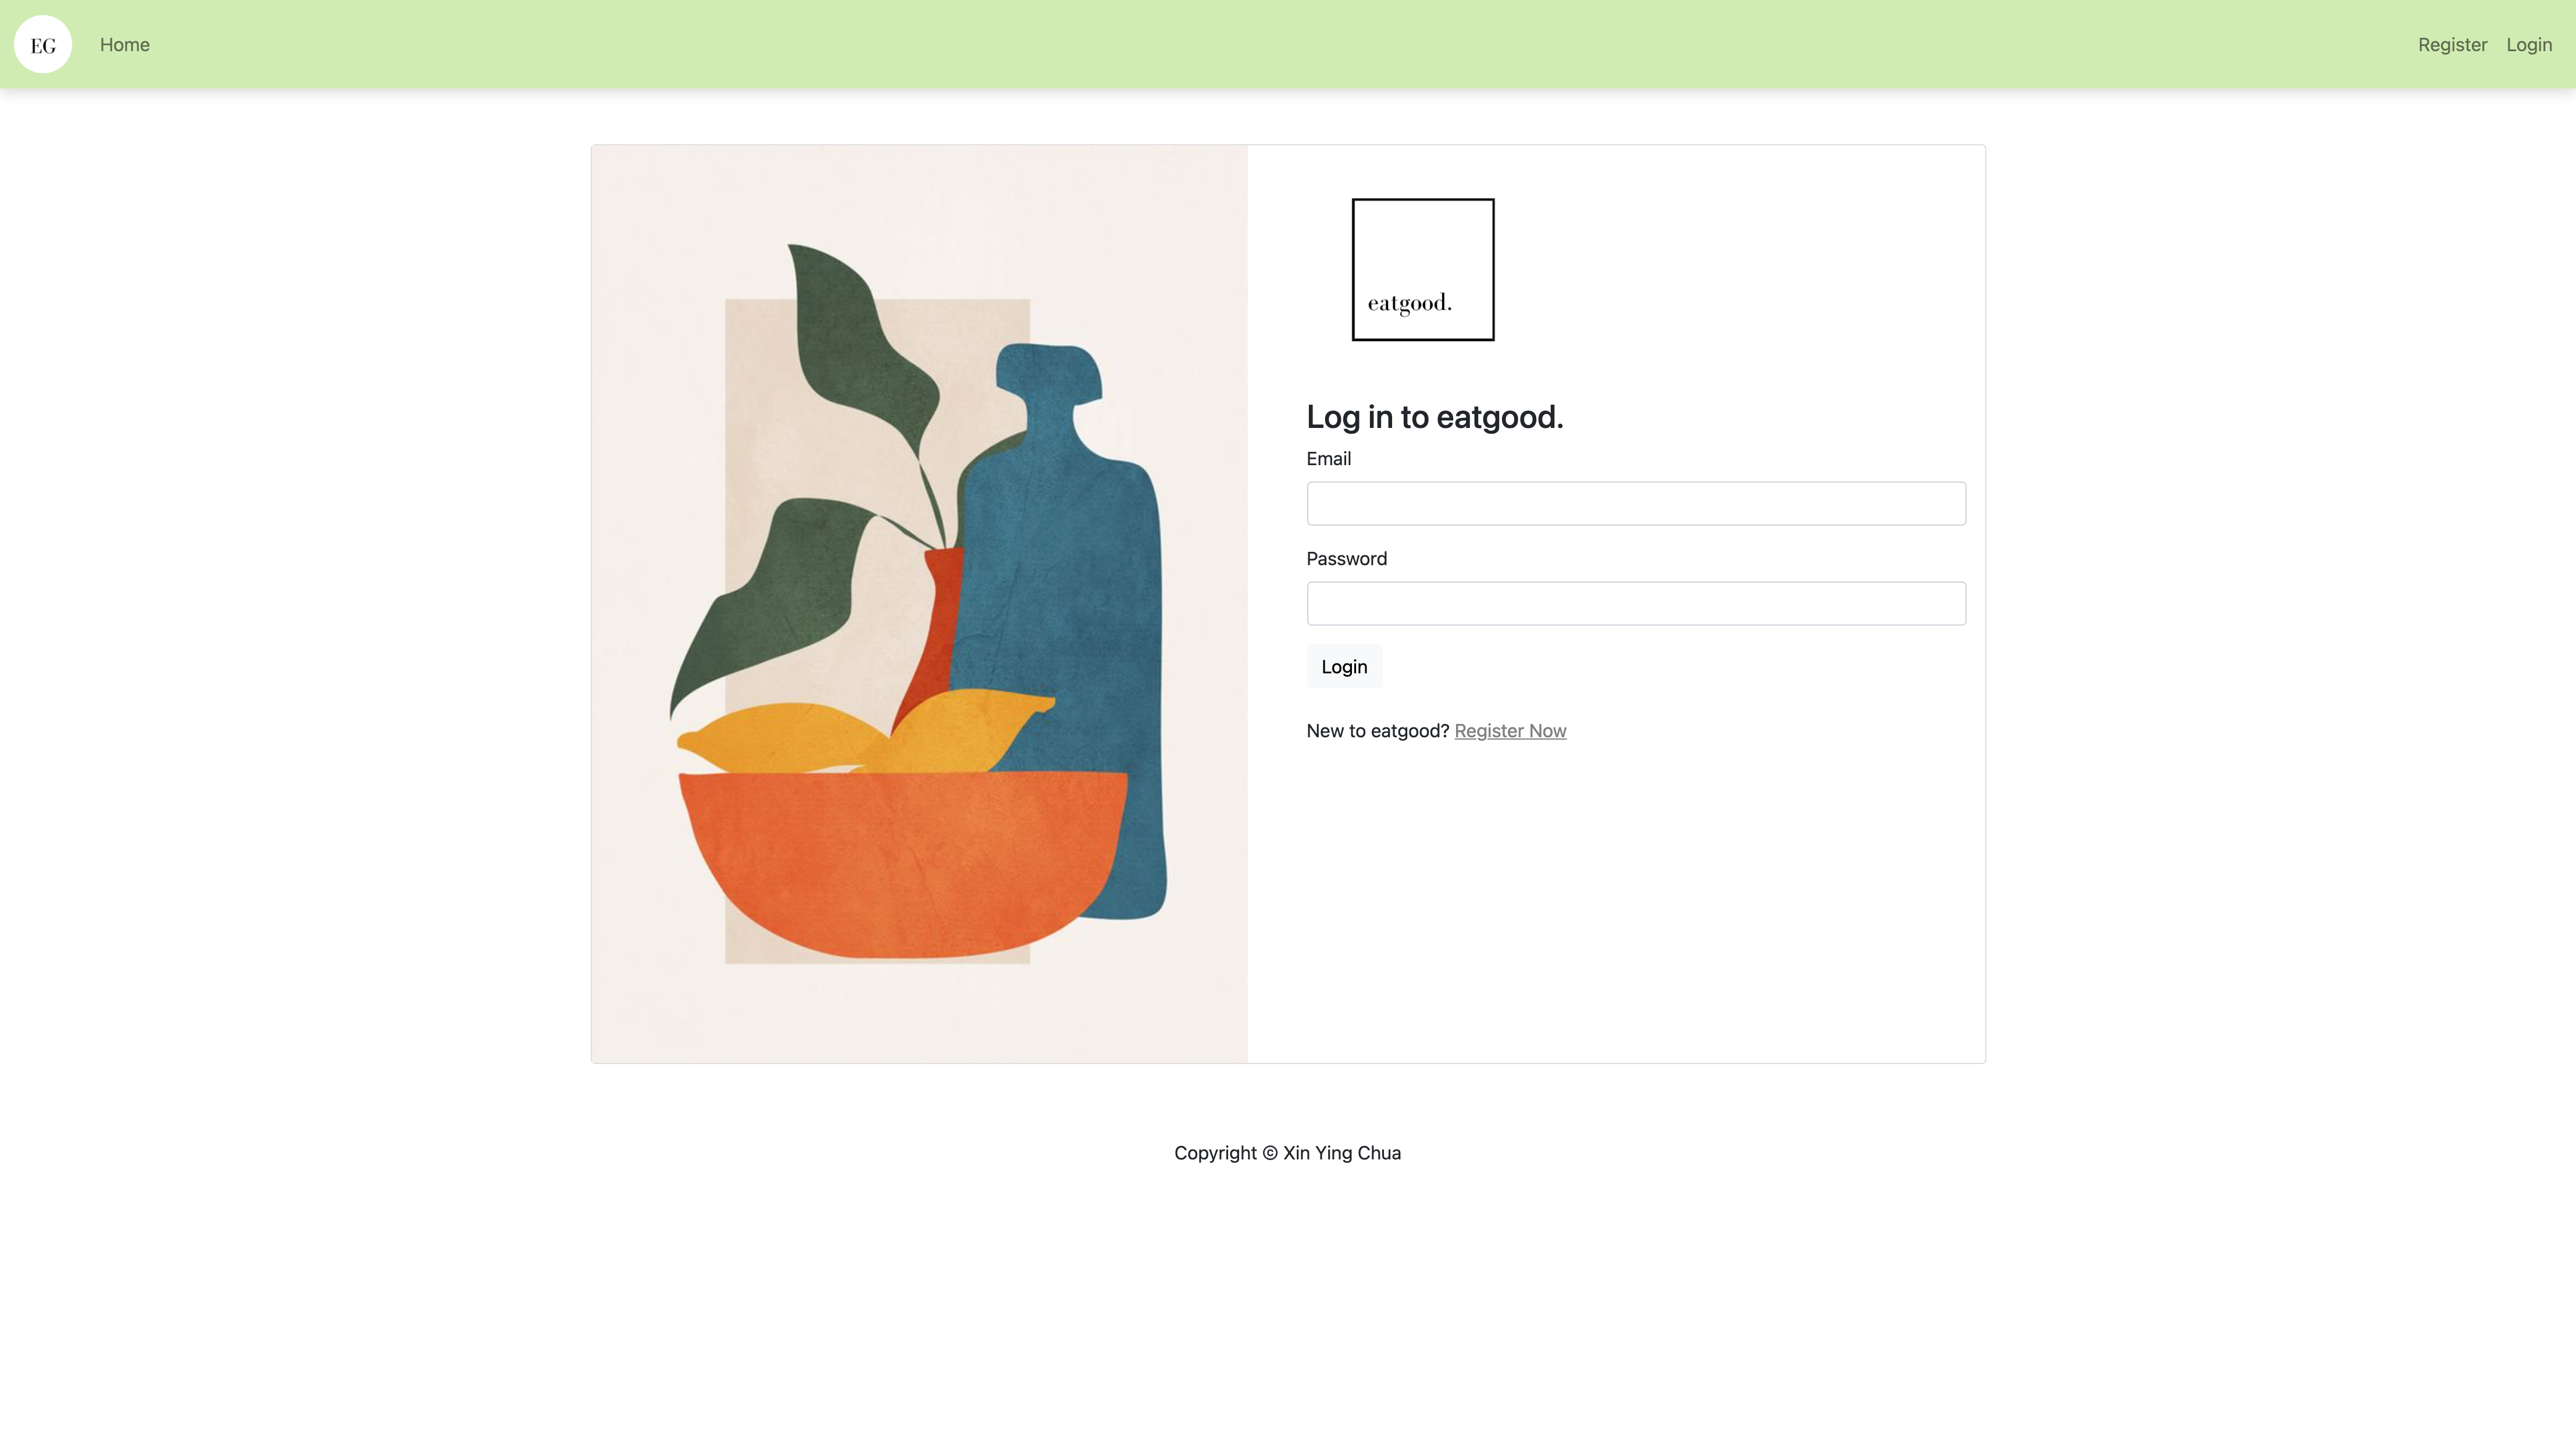 EG
Home
Register
Login
eatgood.
Log in to eatgood.
Email
Password
Login
New to eatgood? Register Now
Copyright © Xin Ying Chua